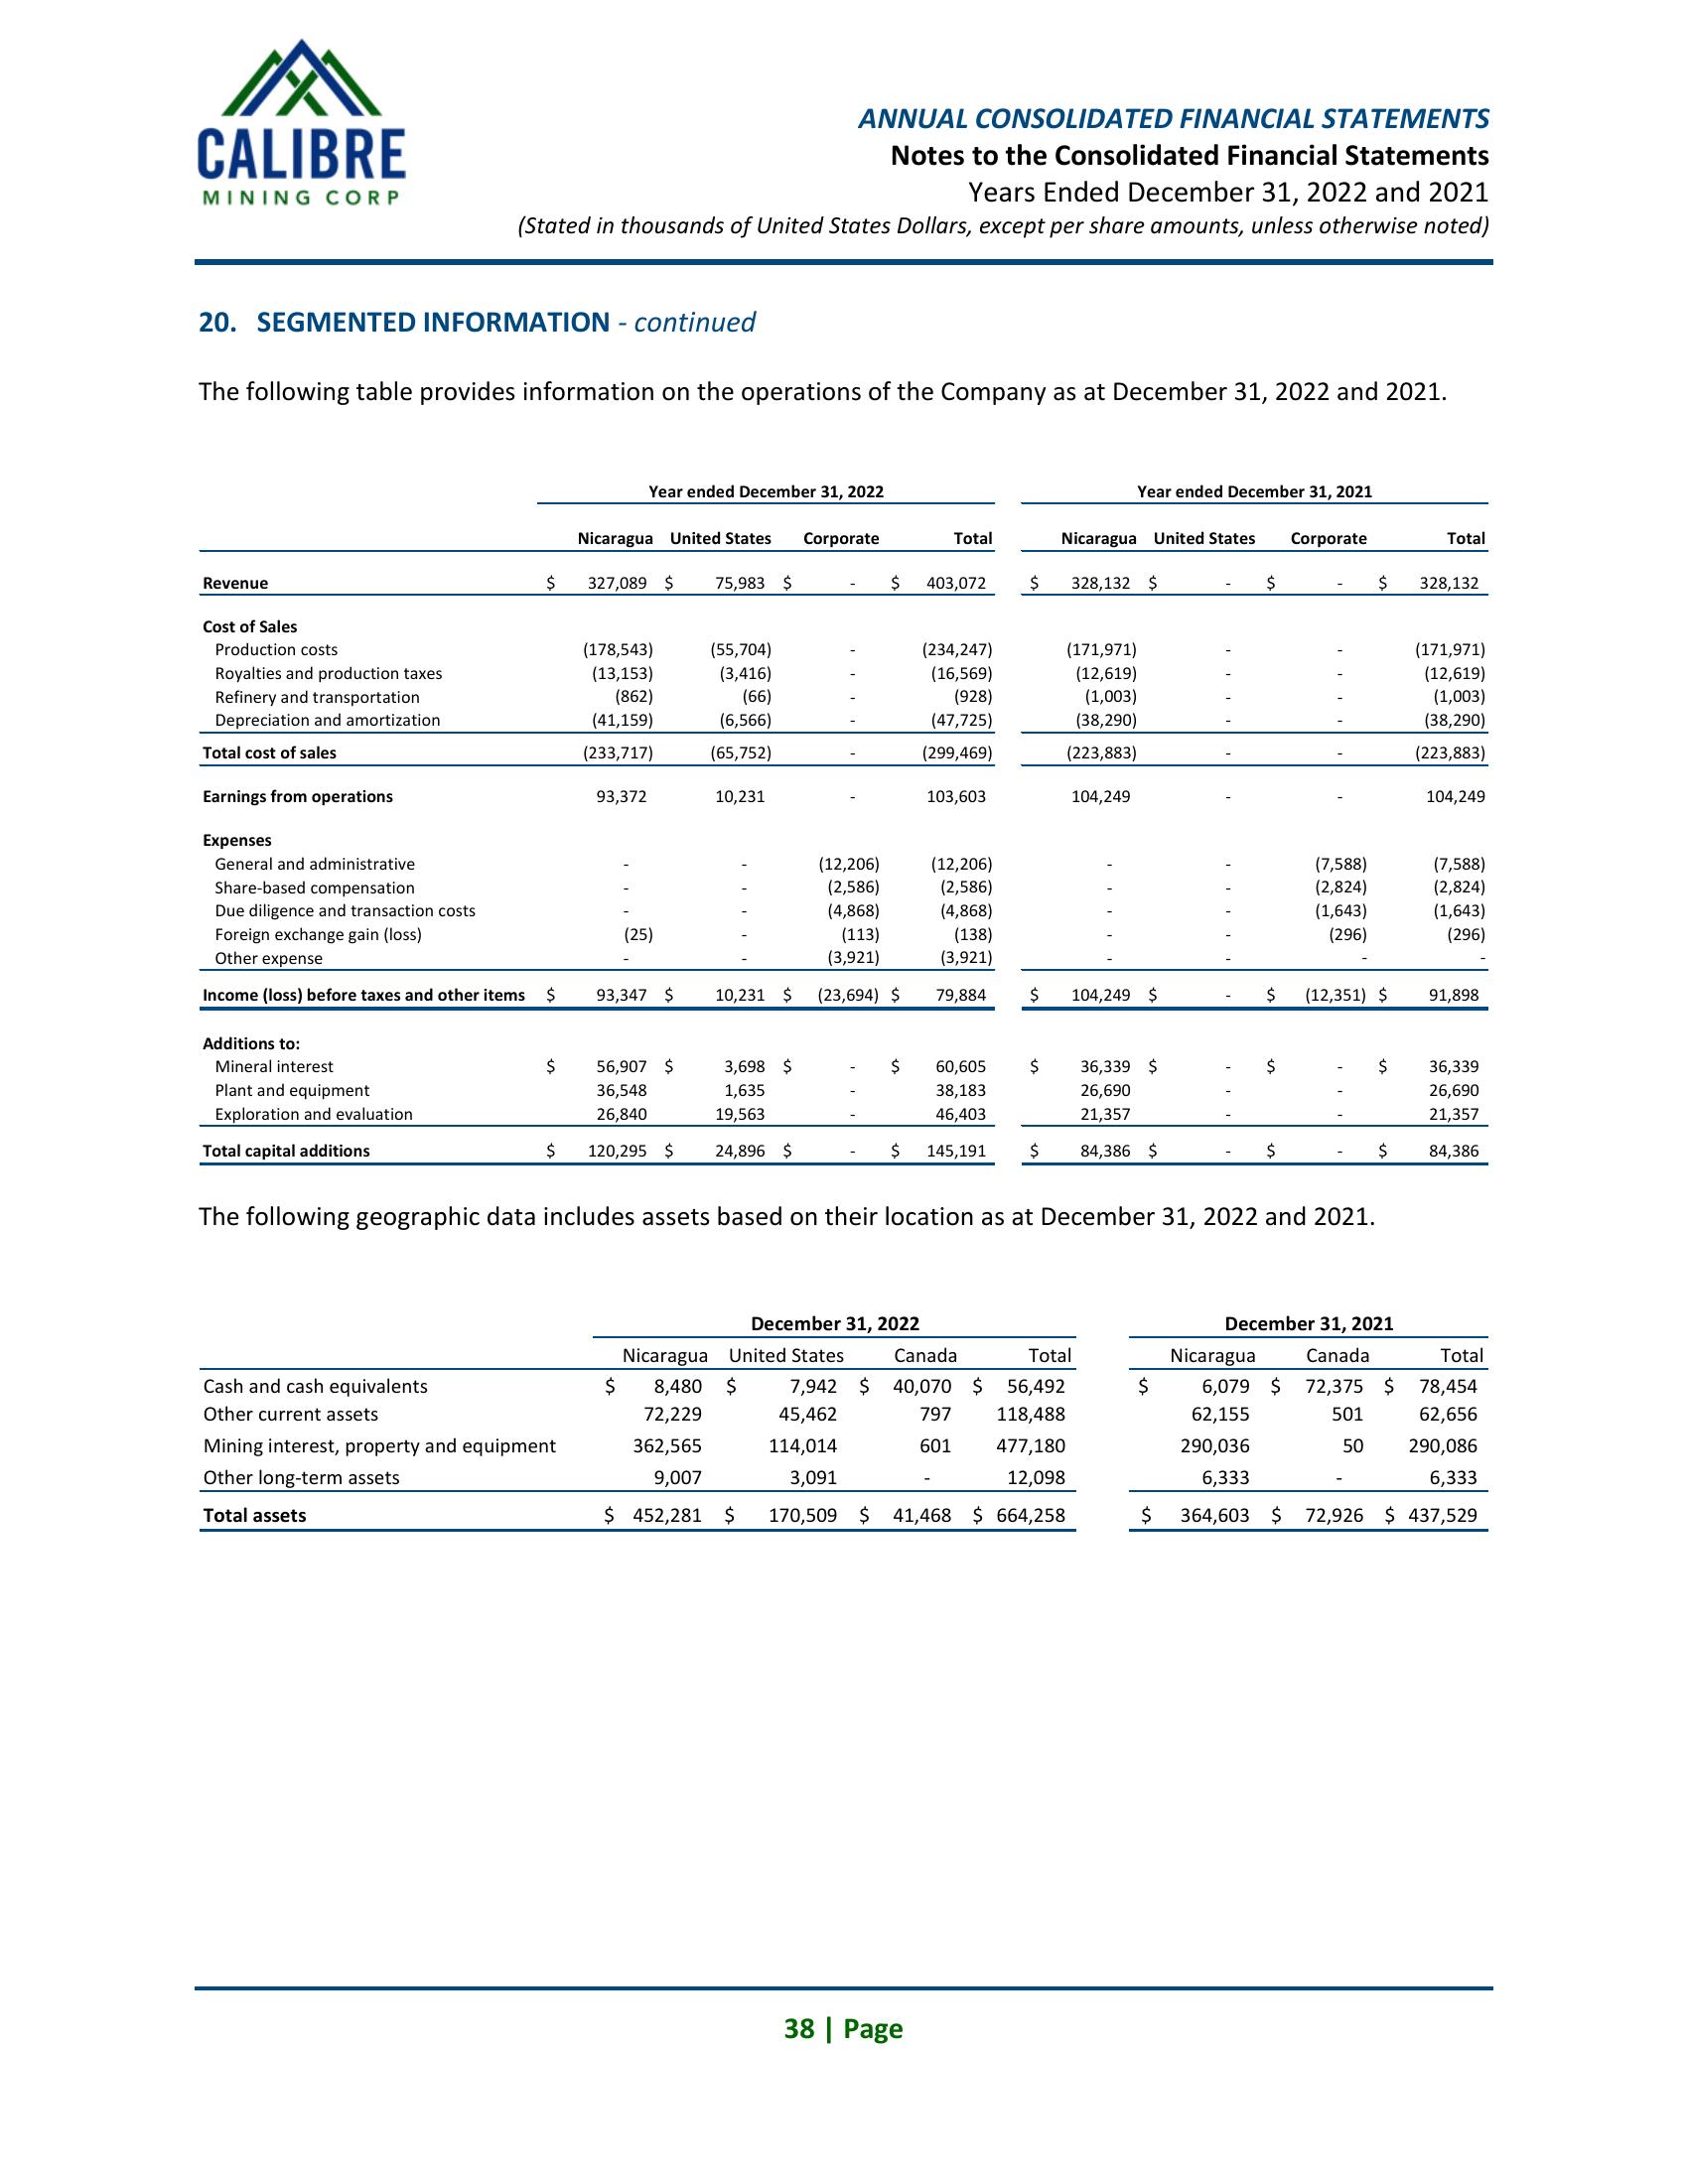 CALIBRE
MINING CORP
ANNUAL CONSOLIDATED FINANCIAL STATEMENTS
Notes to the Consolidated Financial Statements
Years Ended December 31, 2022 and 2021
(Stated in thousands of United States Dollars, except per share amounts, unless otherwise noted)
20. SEGMENTED INFORMATION - continued
The following table provides information on the operations of the Company as at December 31, 2022 and 2021.
Year ended December 31, 2022 Year ended December 31, 2021
Nicaragua United States Corporate Total Nicaragua United States Corporate Total
Revenue $ 327,089 $ 75,983 $ - $ 403,072 $ 328,132 $ - $ - $ 328,132
Cost of Sales
Production costs (178,543) (55,704) - (234,247) (171,971) - - (171,971)
Royalties and production taxes (13,153) (3,416) - (16,569) (12,619) - - (12,619)
Refinery and transportation (862) (66) - (928) (1,003) - - (1,003)
Depreciation and amortization (41,159) (6,566) - (47,725) (38,290) - - (38,290)
Total cost of sales (233,717) (65,752) - (299,469) (223,883) - - (223,883)
Earnings from operations 93,372 10,231 - 103,603 104,249 - - 104,249
Expenses
General and administrative - - (12,206) (12,206) - - (7,588) (7,588)
Share-based compensation - - (2,586) (2,586) - - (2,824) (2,824)
Due diligence and transaction costs - - (4,868) (4,868) - - (1,643) (1,643)
Foreign exchange gain (loss) (25) - (113) (138) - - (296) (296)
Other expense - - (3,921) (3,921) - - - -
Income (loss) before taxes and other items $ 93,347 $ 10,231 $ (23,694) $ 79,884 $ 104,249 $ - $ (12,351) $ 91,898
Additions to:
Mineral interest $ 56,907 $ 3,698 $ - $ 60,605 $ 36,339 $ - $ - $ 36,339
Plant and equipment 36,548 1,635 - 38,183 26,690 - - 26,690
Exploration and evaluation 26,840 19,563 - 46,403 21,357 - - 21,357
Total capital additions $ 120,295 $ 24,896 $ - $ 145,191 $ 84,386 $ - $ - $ 84,386
The following geographic data includes assets based on their location as at December 31, 2022 and 2021.
December 31, 2022 December 31, 2021
Nicaragua United States Canada Total Nicaragua Canada Total
Cash and cash equivalents $ 8,480 $ 7,942 $ 40,070 $ 56,492 $ 6,079 $ 72,375 $ 78,454
Other current assets 72,229 45,462 797 118,488 62,155 501 62,656
Mining interest, property and equipment 362,565 114,014 601 477,180 290,036 50 290,086
Other long-term assets 9,007 3,091 - 12,098 6,333 - 6,333
Total assets $ 452,281 $ 170,509 $ 41,468 $ 664,258 $ 364,603 $ 72,926 $ 437,529
38 | Page